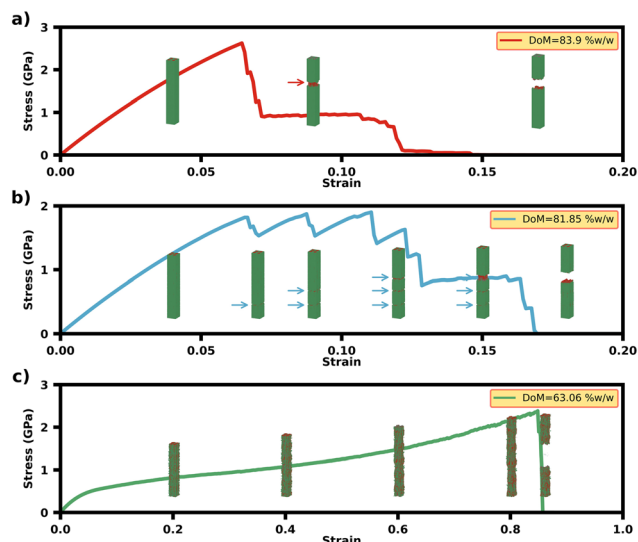 a)
3
2
1
0
Stress (GPa)
DoM=83.9 %w/w
0.00
0.05
0.10
0.15
0.20
Strain
b)
2
1
0
Stress (GPa)
DoM=81.85 %w/w
0.00
0.05
0.10
0.15
0.20
Strain
c)
3
2
1
0
Stress (GPa)
DoM=63.06 %w/w
0.0
0.2
0.4
0.6
0.8
1.0
Strain